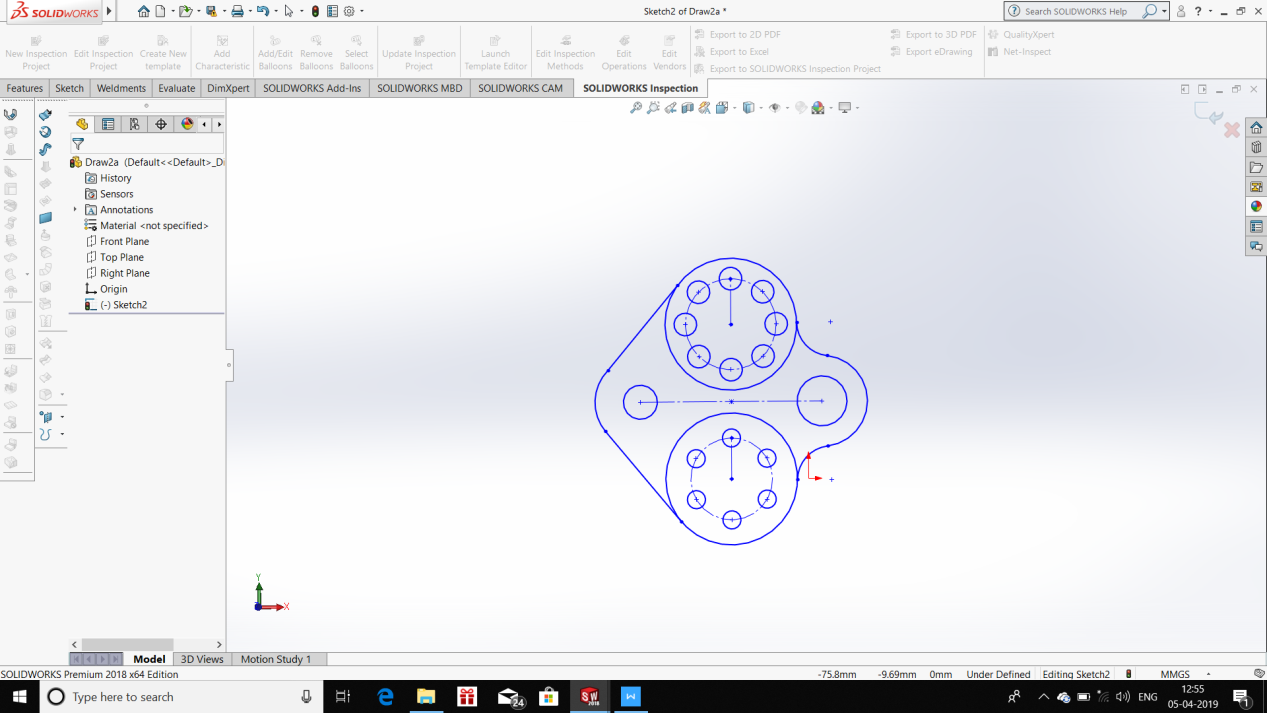 SOLIDWORKS
Sketch2 of Draw2a *
Search SOLIDWORKS Help
?
New Inspection
Project
Edit Inspection
Project
Create New
template
Add
Characteristic
Add/Edit
Balloons
Remove
Balloons
Select
Balloons
Update Inspection
Project
Launch
Template Editor
Edit Inspection
Methods
Edit
Operations
Edit
Vendors
Export to 2D PDF
Export to Excel
Export to SOLIDWORKS Inspection Project
Export to 3D PDF
Export eDrawing
QualityXpert
Net-Inspect
Features
Sketch
Weldments
Evaluate
DimXpert
SOLIDWORKS Add-Ins
SOLIDWORKS MBD
SOLIDWORKS CAM
SOLIDWORKS Inspection
Draw2a (Default<<Default>_Di
History
Sensors
Annotations
Material <not specified>
Front Plane
Top Plane
Right Plane
Origin
(-) Sketch2
Y
X
Model
3D Views
Motion Study 1
SOLIDWORKS Premium 2018 x64 Edition
-75.8mm
-9.69mm
0mm
Under Defined
Editing Sketch2
MMGS
Type here to search
24
SW
2018
W
ENG
12:55
05-04-2019
1